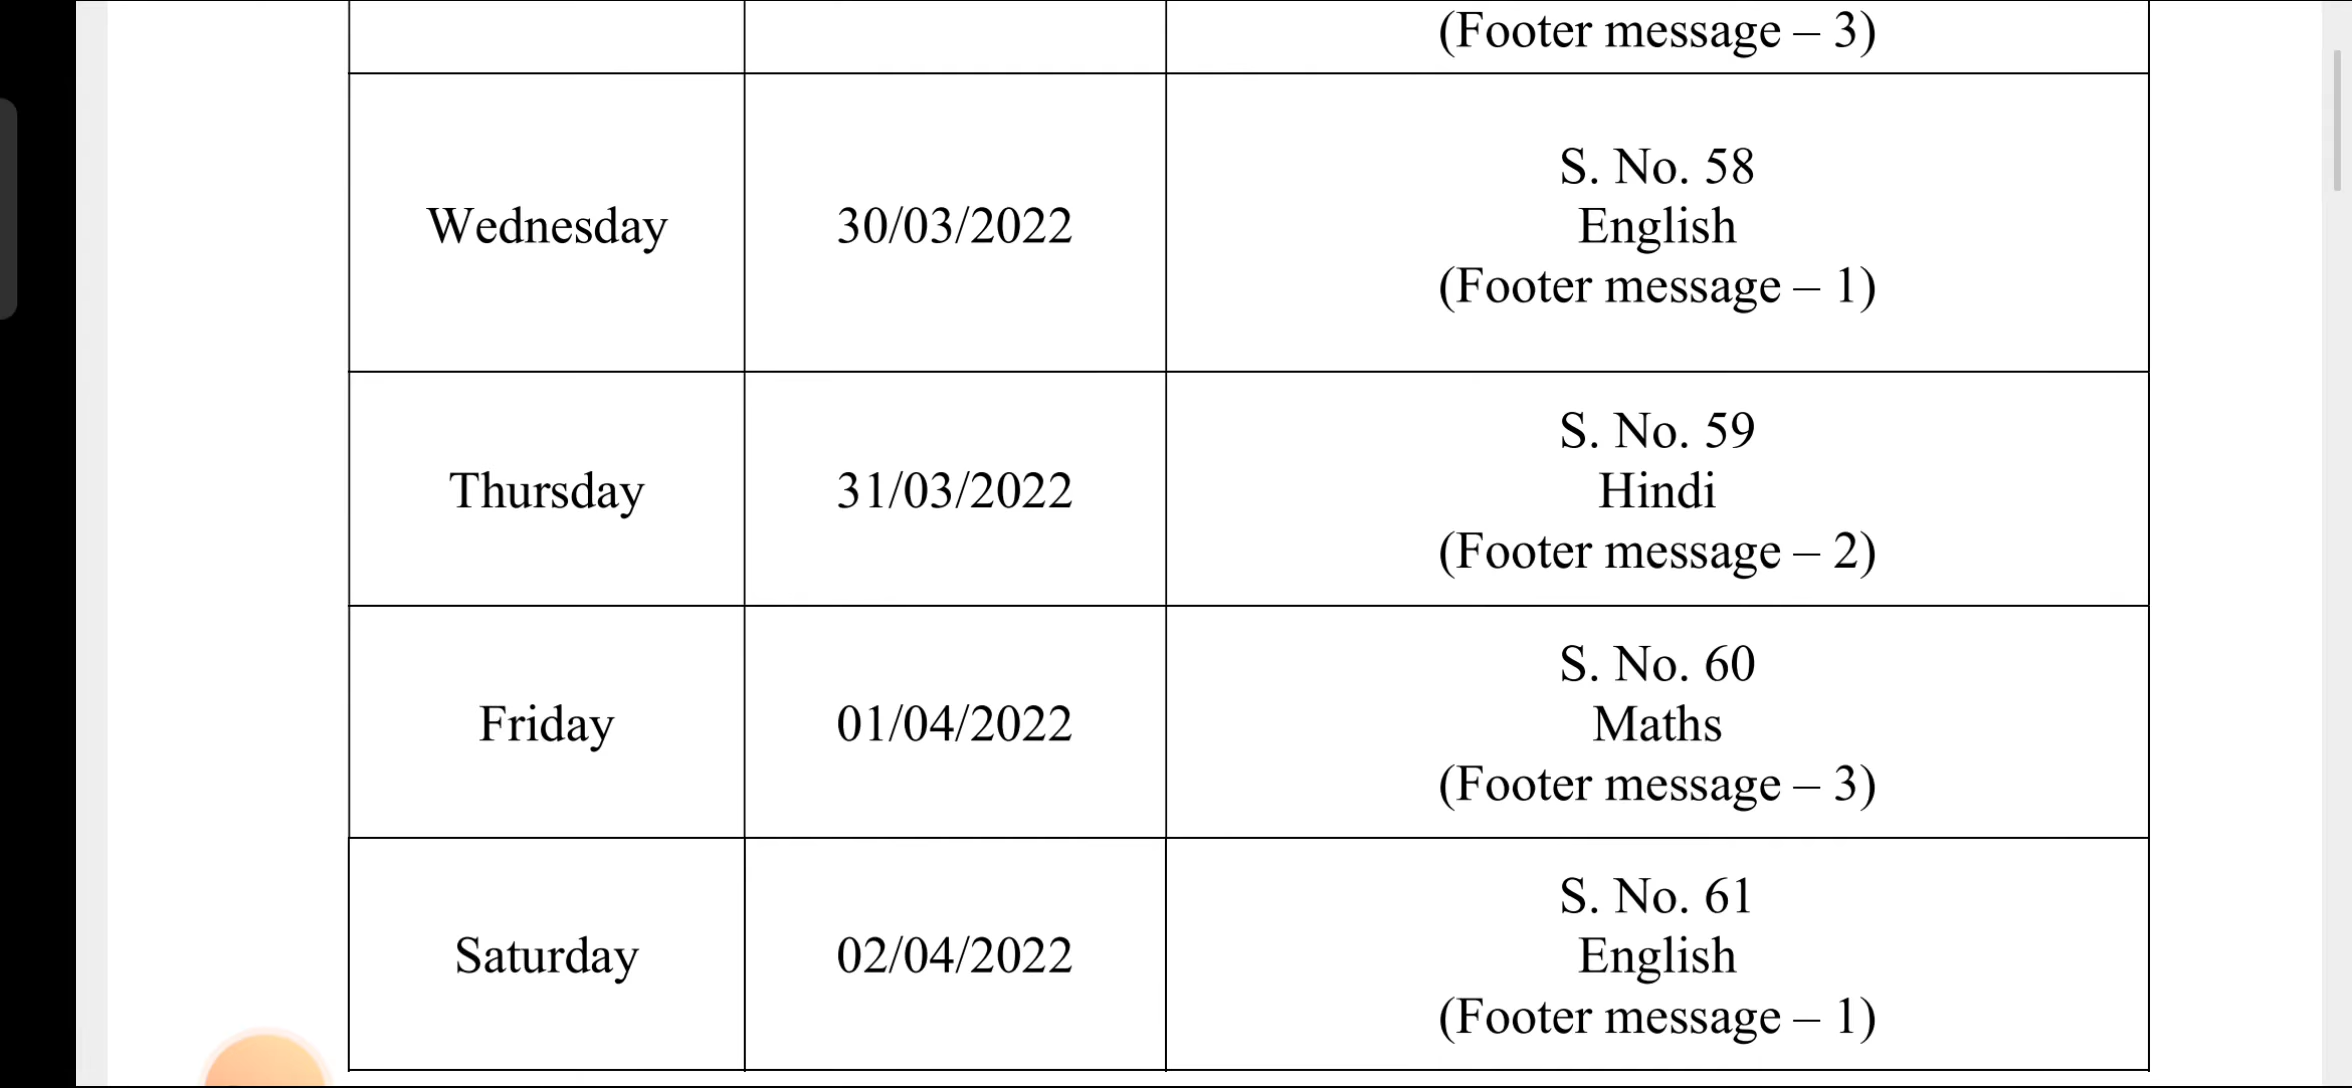 (Footer message – 3)
Wednesday
30/03/2022
S. No. 58
English
(Footer message – 1)
Thursday
31/03/2022
S. No. 59
Hindi
(Footer message – 2)
Friday
01/04/2022
S. No. 60
Maths
(Footer message – 3)
Saturday
02/04/2022
S. No. 61
English
(Footer message – 1)